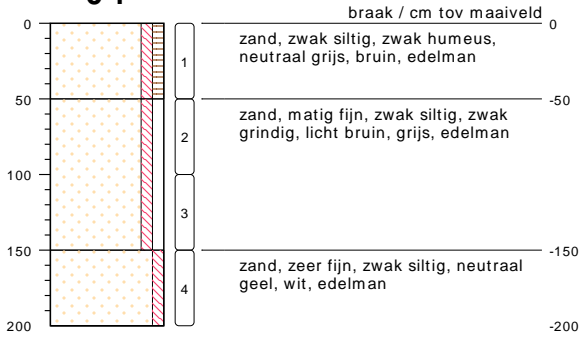 braak / cm tov maaiveld
0
0
zand, zwak siltig, zwak humeus,
neutraal grijs, bruin, edelman
1
50
-50
zand, matig fijn, zwak siltig, zwak
grindig, licht bruin, grijs, edelman
2
100
3
150
-150
zand, zeer fijn, zwak siltig, neutraal
geel, wit, edelman
4
200
-200